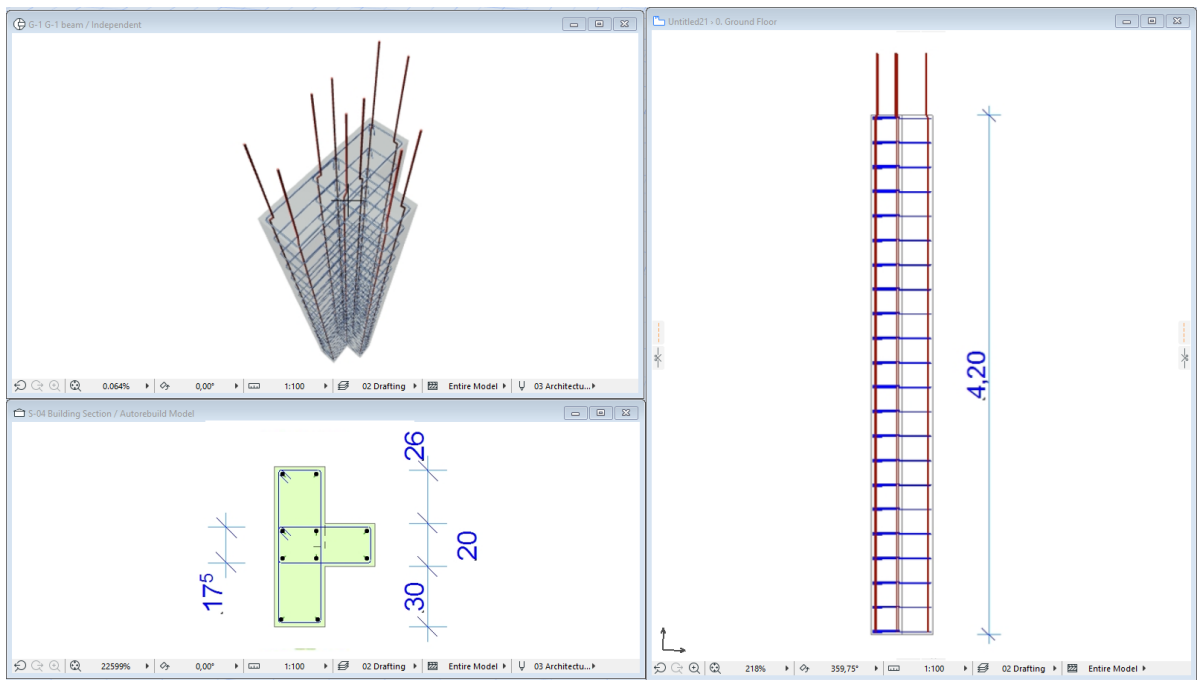 G-1 G-1 beam / Independent
0.064%
0,00°
1:100
02 Drafting
Entire Model
03 Architectu...
S-04 Building Section / Autorebuild Model
26
20
.17⁵
.30
22599%
0,00°
1:100
02 Drafting
Entire Model
03 Architectu...
Untitled21 › 0. Ground Floor
4,20
218%
359,75°
1:100
02 Drafting
Entire Model